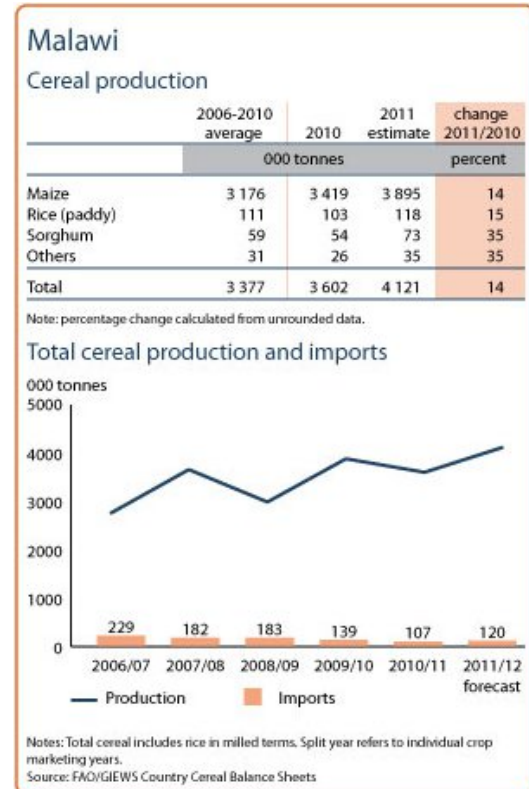 Malawi
Cereal production
2006-2010 average 2010 2011 estimate change 2011/2010
000 tonnes percent
Maize 3 176 3 419 3 895 14
Rice (paddy) 111 103 118 15
Sorghum 59 54 73 35
Others 31 26 35 35
Total 3 377 3 602 4 121 14
Note: percentage change calculated from unrounded data.
Total cereal production and imports
000 tonnes
5000
4000
3000
2000
1000
0
229 182 183 139 107 120
2006/07 2007/08 2008/09 2009/10 2010/11 2011/12
forecast
Production Imports
Notes: Total cereal includes rice in milled terms. Split year refers to individual crop
marketing years.
Source: FAO/GIEWS Country Cereal Balance Sheets